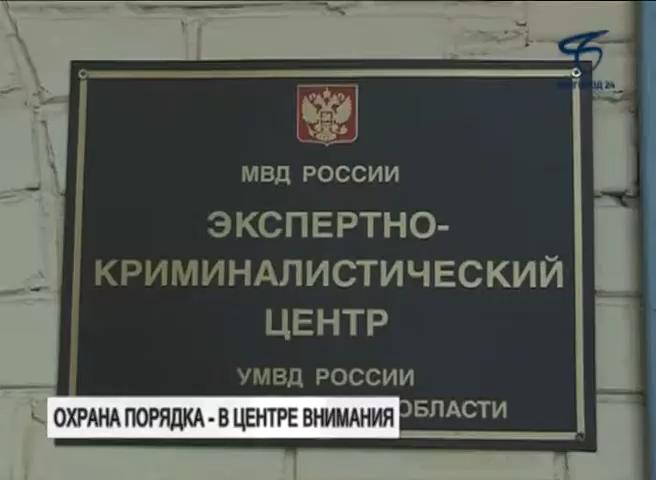 МВД РОССИИ
ЭКСПЕРТНО-
КРИМИНАЛИСТИЧЕСКИЙ
ЦЕНТР
УМВД РОССИИ
ОБЛАСТИ
ОХРАНА ПОРЯДКА - В ЦЕНТРЕ ВНИМАНИЯ